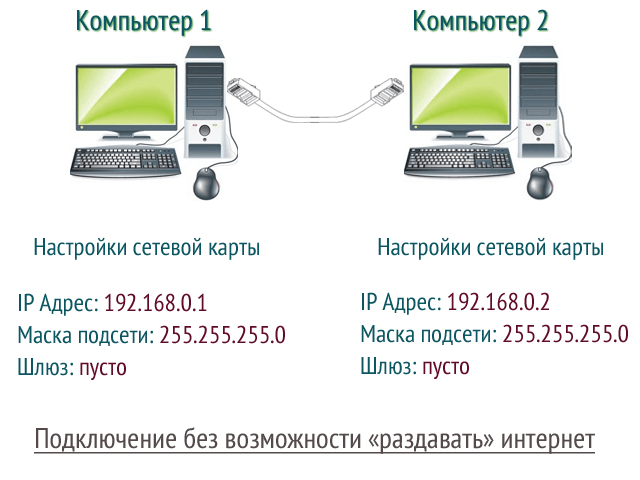 Компьютер 1 Компьютер 2
Настройки сетевой карты Настройки сетевой карты
IP Адрес: 192.168.0.1 IP Адрес: 192.168.0.2
Маска подсети: 255.255.255.0 Маска подсети: 255.255.255.0
Шлюз: пусто Шлюз: пусто
Подключение без возможности «раздавать» интернет